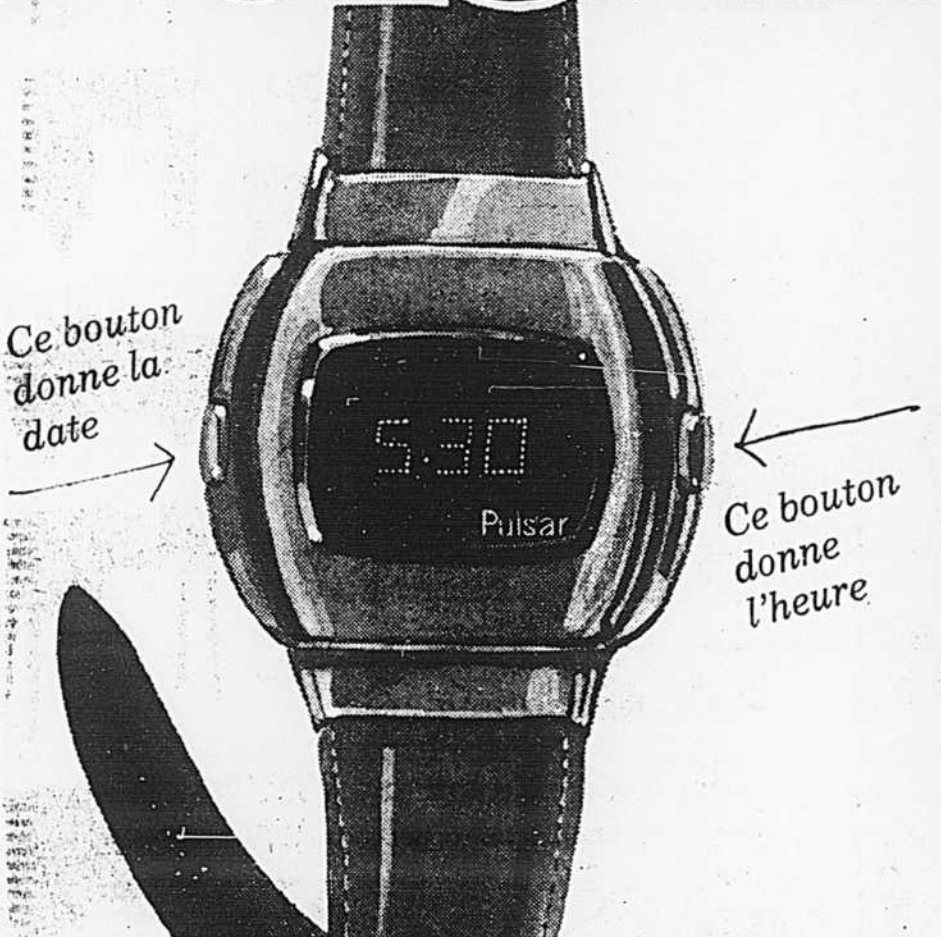 Ce bouton
donne la
date
5:30
Pulsar
Ce bouton
donne
l'heure